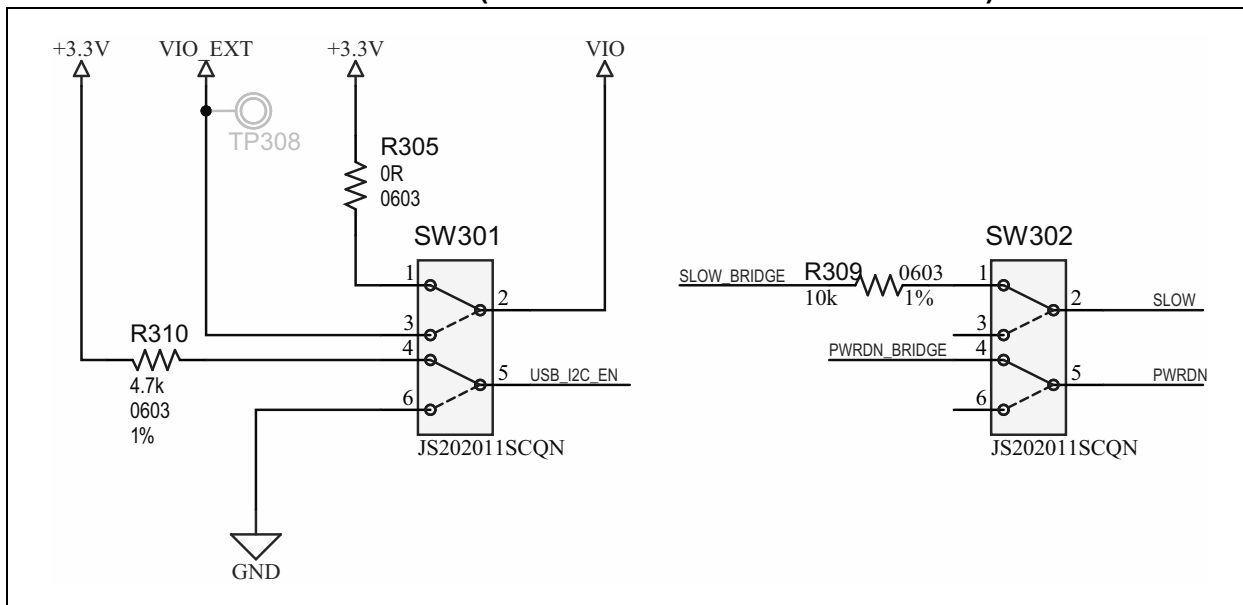 +3.3V VIO_EXT +3.3V VIO
TP308
R305
0R
0603
SW301
1
2
3
4
5
6
USB_I2C_EN
JS202011SCQN
R310
4.7k
0603
1%
GND
SW302
SLOW_BRIDGE R309 0603
10k 1%
1
2
SLOW
3
PWRDN_BRIDGE 4
5
PWRDN
6
JS202011SCQN